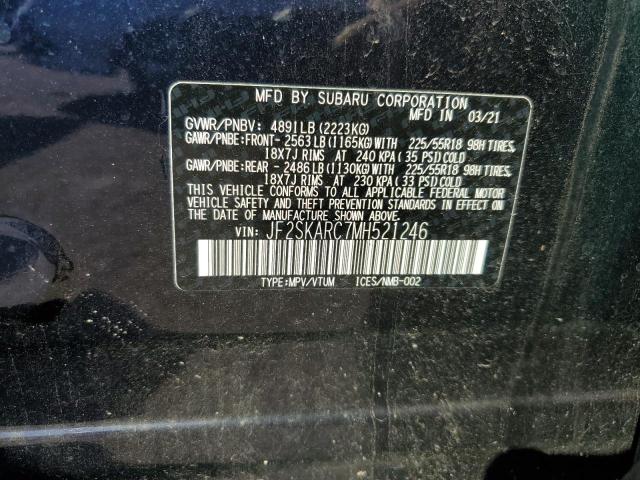 MFD BY SUBARU CORPORATION
MFD IN 03/21
GVWR/PNBV: 4891LB(2223KG)
GAWR/PNBE:FRONT- 2563LB(1165KG)WITH 225/55R18 98H TIRES,
18X7J RIMS AT 240 KPA(35 PSI)COLD
GAWR/PNBE:REAR - 2486LB(1130KG)WITH 225/55R18 98H TIRES,
18X7J RIMS AT 230 KPA(33 PSI)COLD
THIS VEHICLE CONFORMS TO ALL APPLICABLE FEDERAL MOTOR
VEHICLE SAFETY AND THEFT PREVENTION STANDARDS IN EFFECT
ON THE DATE OF MANUFACTURE SHOWN ABOVE.
VIN: JF2SKARC7MH521246
TYPE:MPV/VTUM ICES/NMB-002